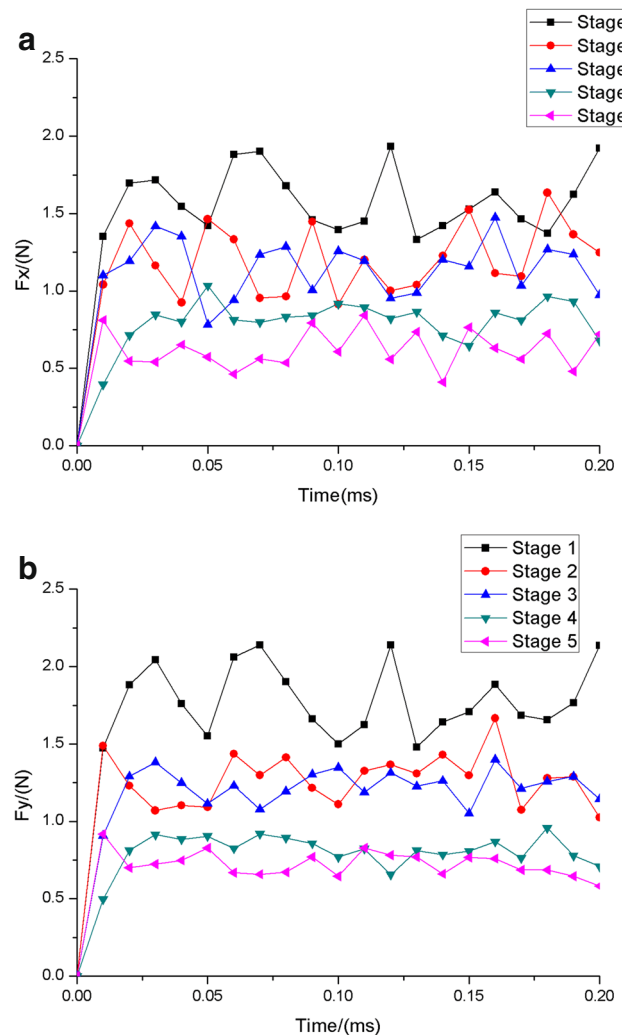 a
Stage
Stage
Stage
Stage
Stage
2.5
2.0
1.5
1.0
0.5
0.0
Fx/(N)
0.00 0.05 0.10 0.15 0.20
Time(ms)
b
Stage 1
Stage 2
Stage 3
Stage 4
Stage 5
2.5
2.0
1.5
1.0
0.5
0.0
Fy/(N)
0.00 0.05 0.10 0.15 0.20
Time/(ms)